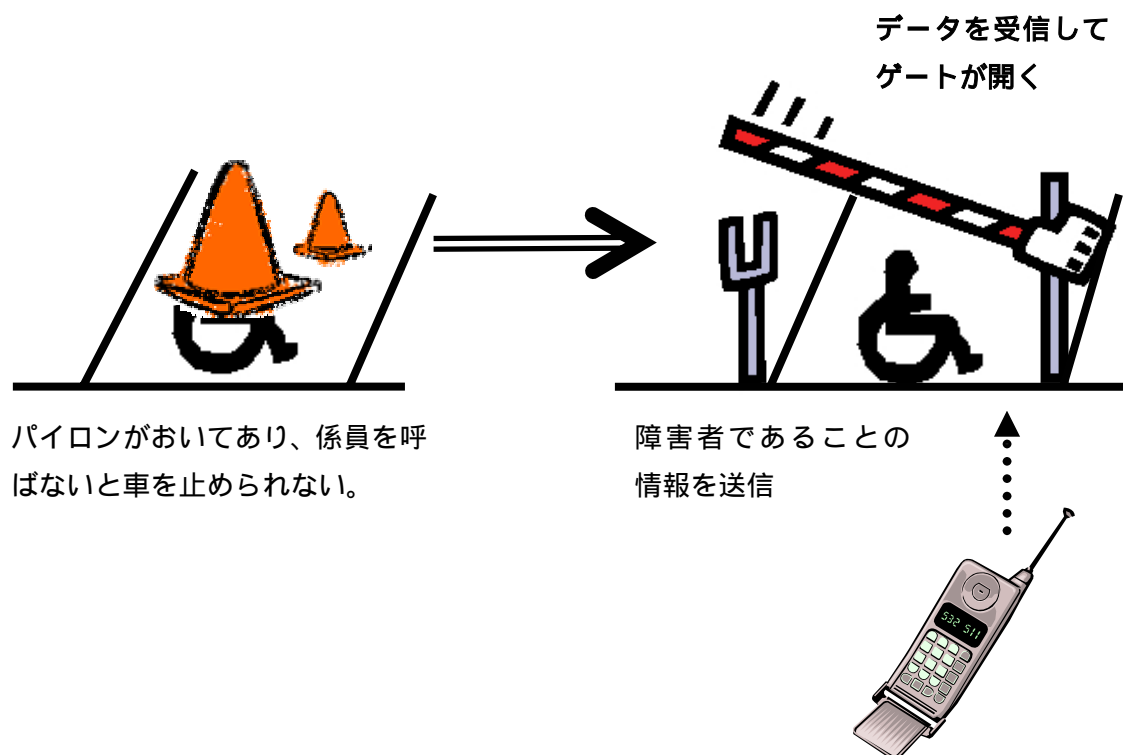 データを受信して
ゲートが開く
パイロンがおいてあり、係員を呼
ばないと車を止められない。
障害者であることの
情報を送信
532 511